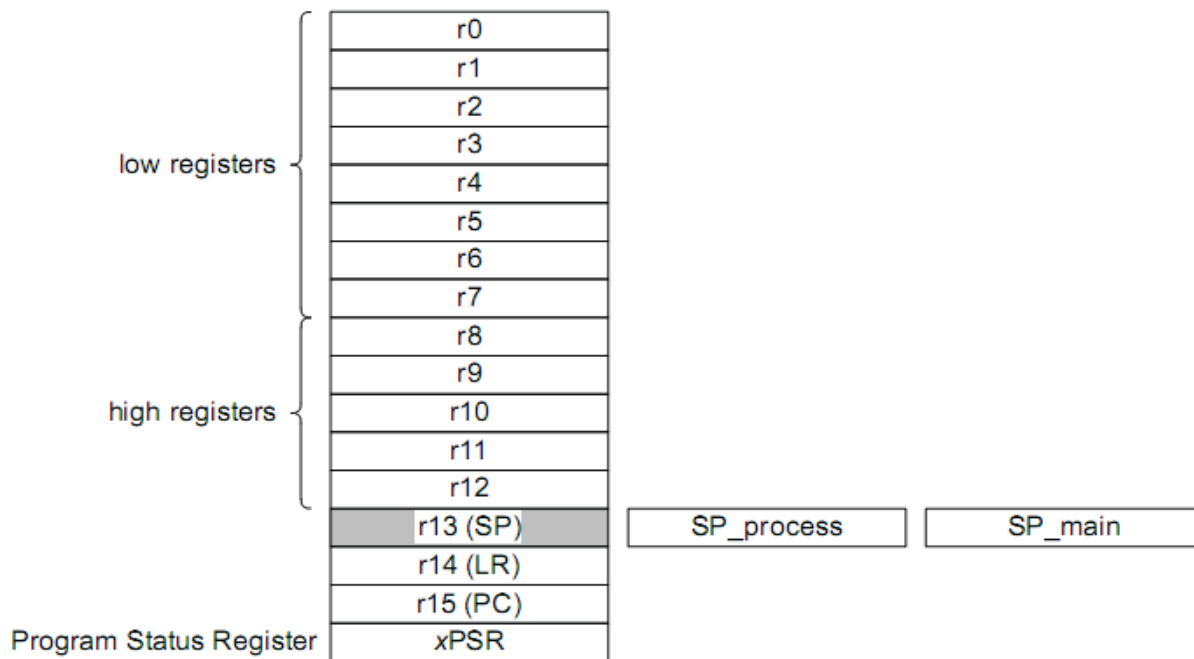 r0
r1
r2
r3
low registers
r4
r5
r6
r7
r8
r9
high registers
r10
r11
r12
r13 (SP) SP_process SP_main
r14 (LR)
r15 (PC)
Program Status Register xPSR